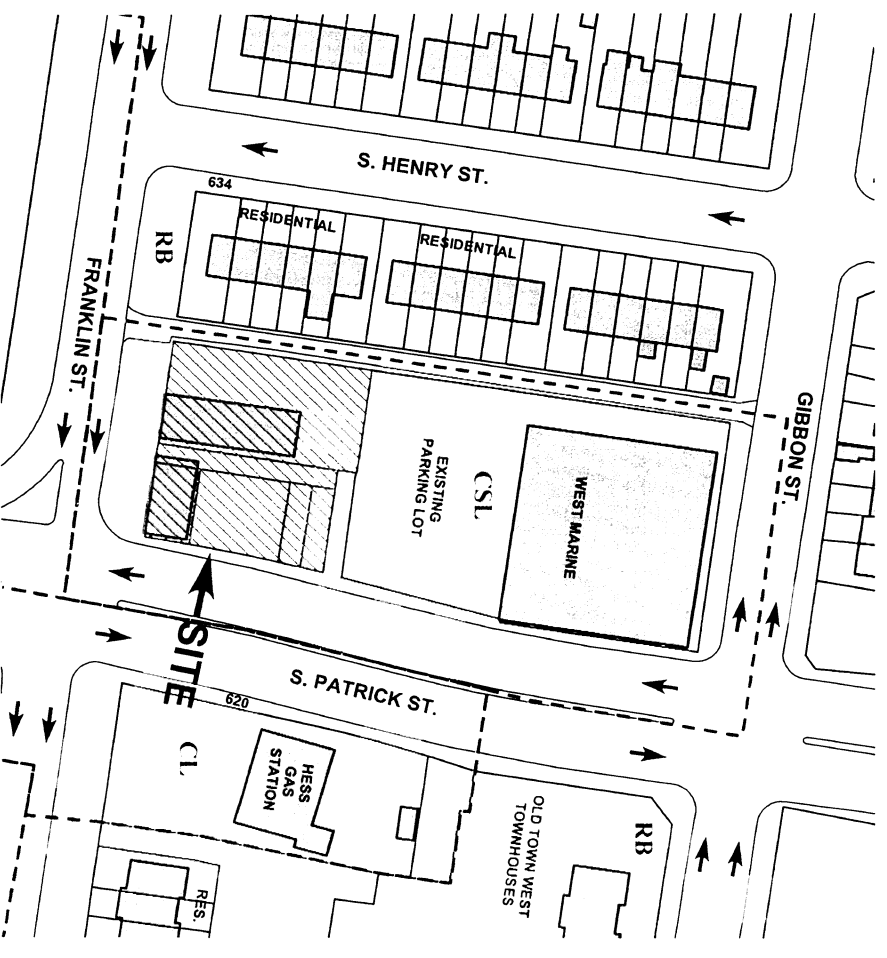 S. HENRY ST.
634
RESIDENTIAL
RESIDENTIAL
RB
FRANKLIN ST.
GIBBON ST.
EXISTING
PARKING LOT
CSL
WEST MARINE
SITE
S. PATRICK ST.
620
CL
HESS
GAS
STATION
OLD TOWN WEST
TOWNHOUSES
RB
RES.